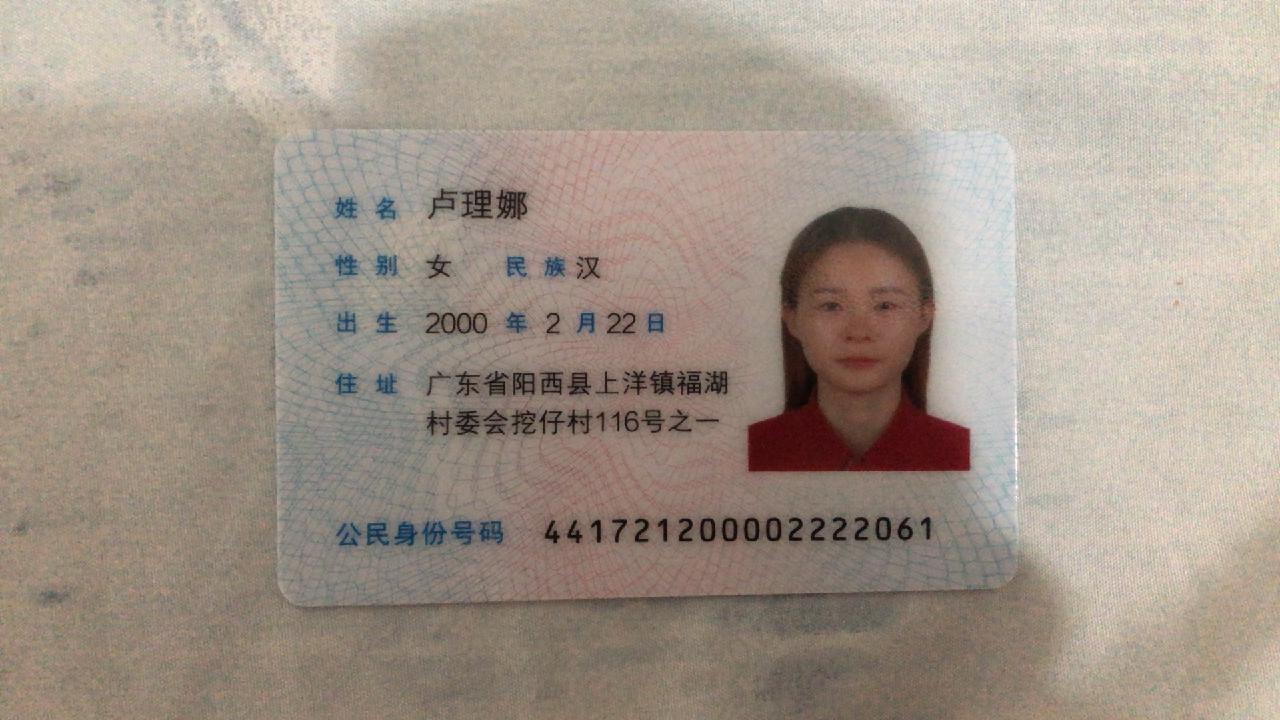 姓名 卢理娜
性别 女 民族 汉
出生 2000 年 2 月 22 日
住址 广东省阳西县上洋镇福湖
村委会挖仔村116号之一
公民身份号码 441721200002222061